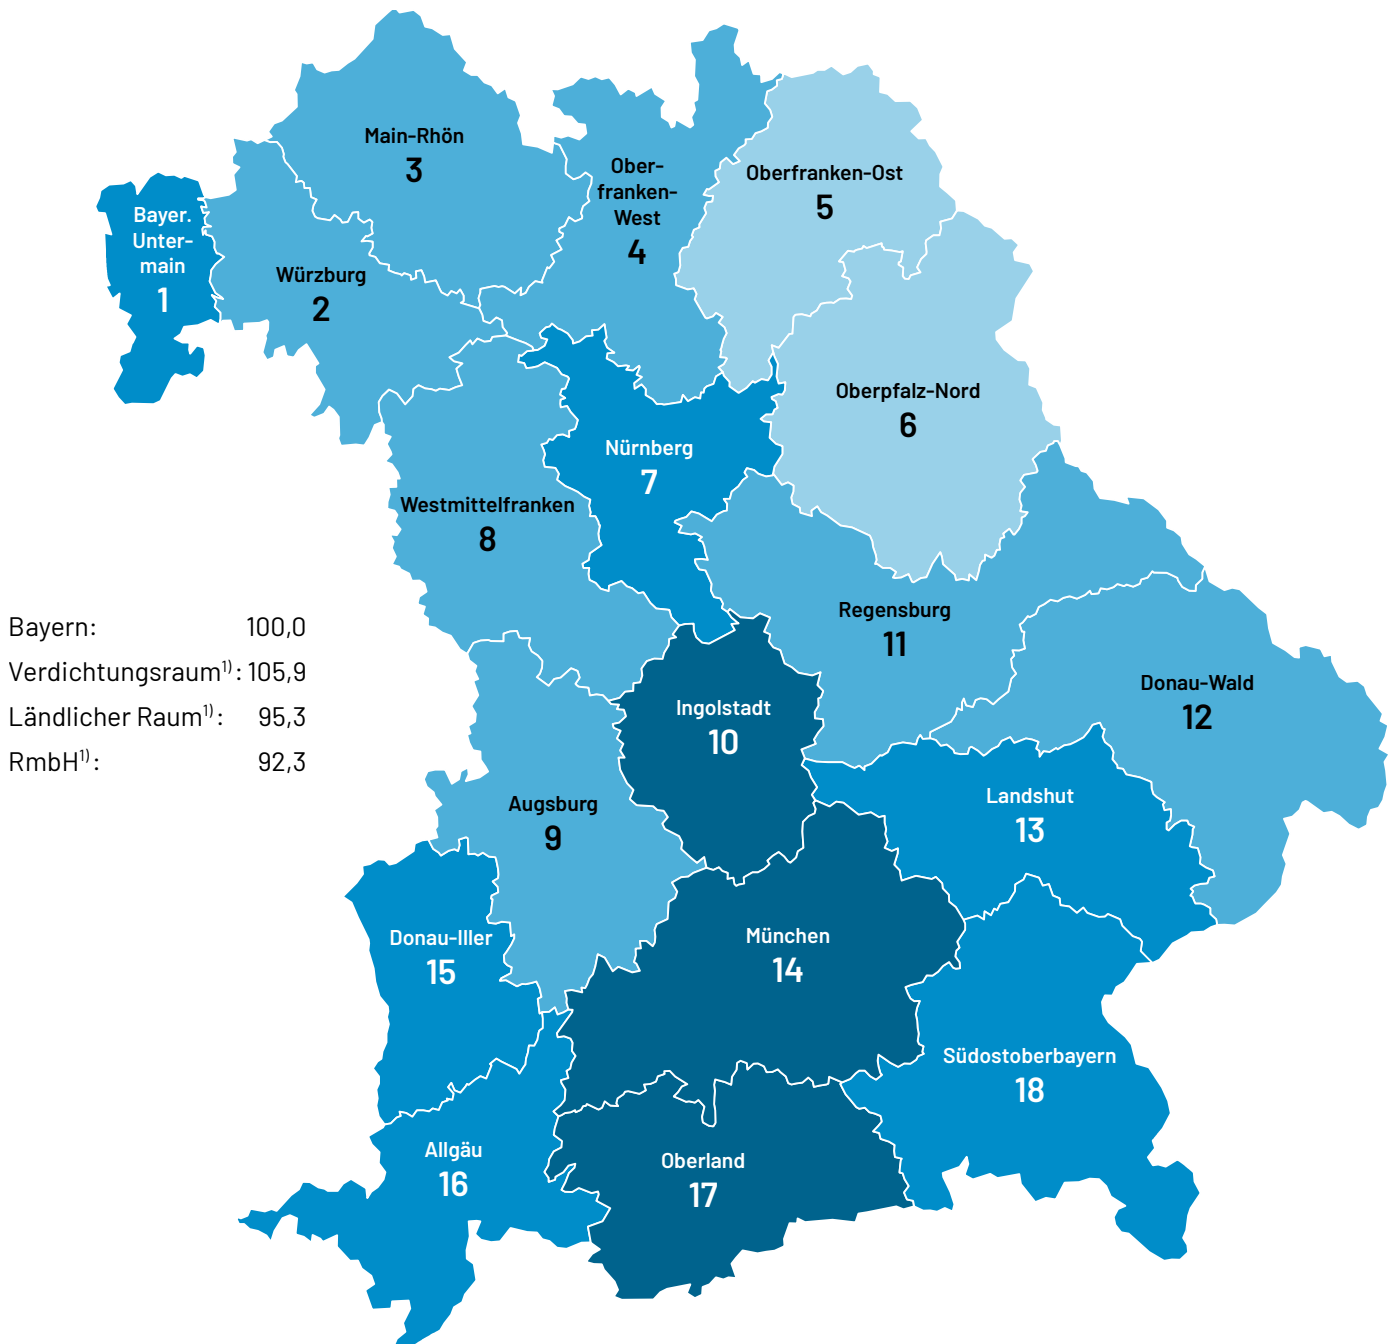 Main-Rhön
3
Ober-
franken-
West
4
Oberfranken-Ost
5
Bayer.
Unter-
main
1
Würzburg
2
Oberpfalz-Nord
6
Nürnberg
7
Westmittelfranken
8
Regensburg
11
Bayern: 100,0
Verdichtungsraum¹⁾: 105,9
Ländlicher Raum¹⁾: 95,3
RmbH¹⁾: 92,3
Donau-Wald
12
Ingolstadt
10
Landshut
13
Augsburg
9
Donau-Iller
15
München
14
Südostoberbayern
18
Allgäu
16
Oberland
17